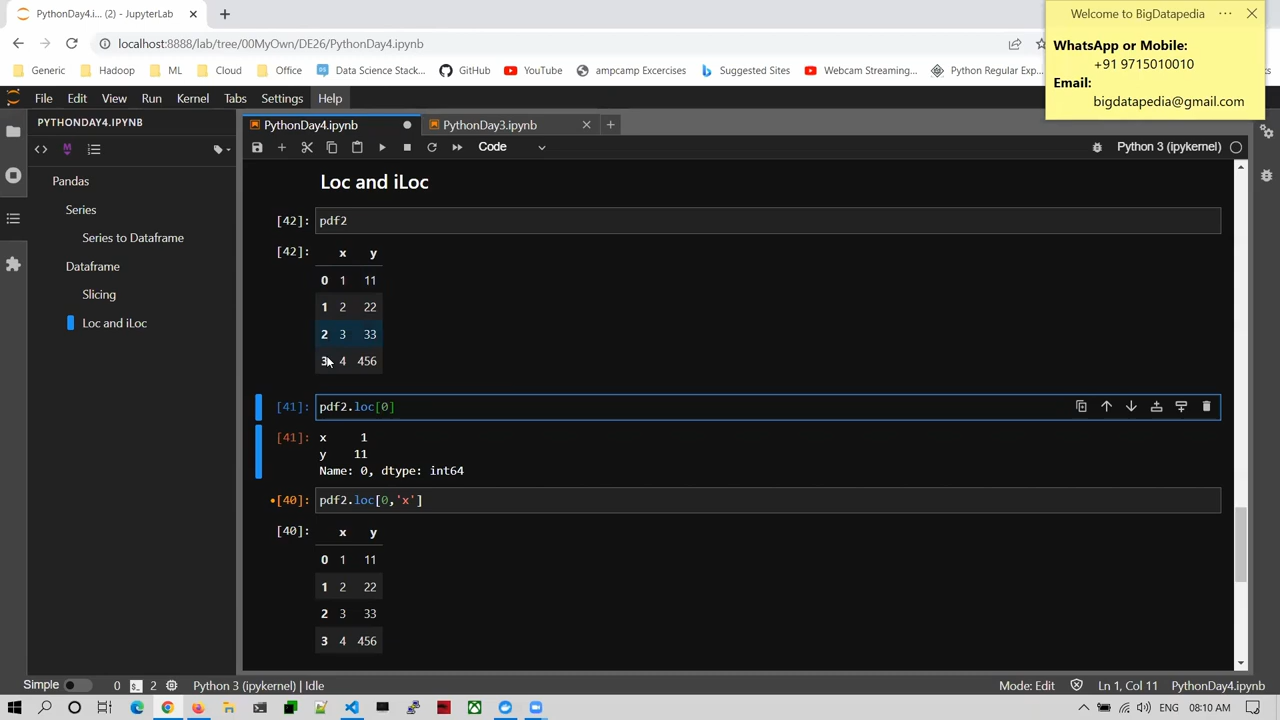 PythonDay4.i... (2) - JupyterLab
localhost:8888/lab/tree/00MyOwn/DE26/PythonDay4.ipynb
Generic Hadoop ML Cloud Office Data Science Stack... GitHub YouTube ampcamp Excercises Suggested Sites Webcam Streaming... Python Regular Exp...
Welcome to BigDatapedia ...
WhatsApp or Mobile:
+91 9715010010
Email:
bigdatapedia@gmail.com
File Edit View Run Kernel Tabs Settings Help
PYTHONDAY4.IPYNB
Pandas
Series
Series to Dataframe
Dataframe
Slicing
Loc and iLoc
PythonDay4.ipynb PythonDay3.ipynb
Code Python 3 (ipykernel)
Loc and iLoc
[42]: pdf2
[42]: x y
0 1 11
1 2 22
2 3 33
3 4 456
[41]: pdf2.loc[0]
[41]: x 1
y 11
Name: 0, dtype: int64
[40]: pdf2.loc[0,'x']
[40]: x y
0 1 11
1 2 22
2 3 33
3 4 456
Simple 0 2 Python 3 (ipykernel) | Idle Mode: Edit Ln 1, Col 11 PythonDay4.ipynb
08:10 AM